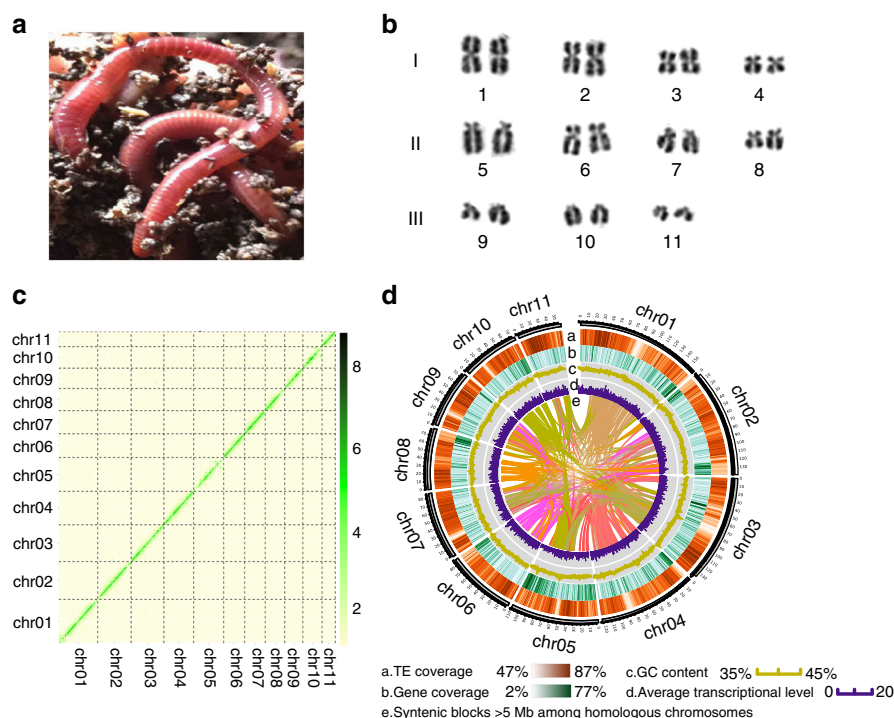 a
b
I
1 2 3 4
II
5 6 7 8
III
9 10 11
c
chr11
chr10
chr09
chr08
chr07
chr06
chr05
chr04
chr03
chr02
chr01
chr01 chr02 chr03 chr04 chr05 chr06 chr07 chr08 chr09 chr10 chr11
8
6
4
2
d
chr01
chr02
chr03
chr04
chr05
chr06
chr07
chr08
chr09
chr10
chr11
a
b
c
d
e
a.TE coverage 47% 87% c.GC content 35% 45%
b.Gene coverage 2% 77% d.Average transcriptional level 0 20
e.Syntenic blocks >5 Mb among homologous chromosomes